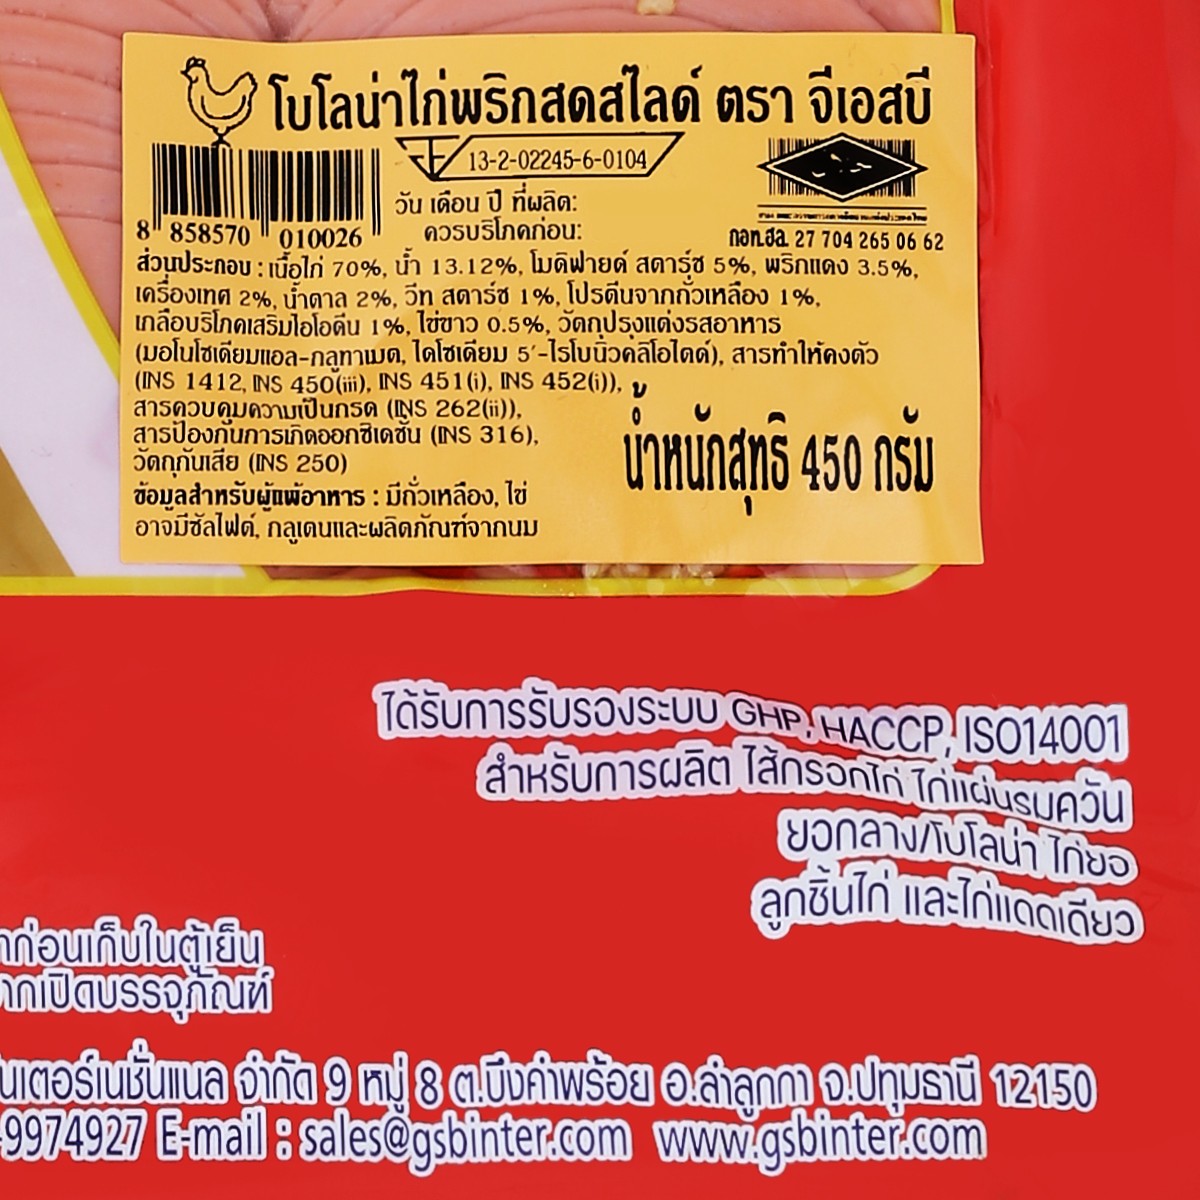 โบโลน่าไก่พริกสดสไลด์ ตรา จีเอสบี
13-2-02245-6-0104
8 858570 010026
วัน เดือน ปี ที่ผลิต:
ควรบริโภคก่อน:
กอท.ฮล. 27 704 265 06 62
ส่วนประกอบ : เนื้อไก่ 70%, น้ำ 13.12%, โมดิฟายด์ สตาร์ช 5%, พริกแดง 3.5%,
เครื่องเทศ 2%, น้ำตาล 2%, วีท สตาร์ช 1%, โปรตีนจากถั่วเหลือง 1%,
เกลือบริโภคเสริมไอโอดีน 1%, ไข่ขาว 0.5%, วัตถุปรุงแต่งรสอาหาร
(มอโนโซเดียมแอล-กลูทาเมต, ไดโซเดียม 5'-ไรโบนิวคลีโอไตด์), สารทำให้คงตัว
(INS 1412, INS 450(iii), INS 451(i), INS 452(i)),
สารควบคุมความเป็นกรด (INS 262(ii)),
สารป้องกันการเกิดออกซิเดชั่น (INS 316),
วัตถุกันเสีย (INS 250)
น้ำหนักสุทธิ 450 กรัม
ข้อมูลสำหรับผู้แพ้อาหาร : มีถั่วเหลือง, ไข่
อาจมีซัลไฟต์, กลูเตนและผลิตภัณฑ์จากนม
ได้รับการรับรองระบบ GHP, HACCP, ISO14001
สำหรับการผลิต ไส้กรอกไก่ ไก่แผ่นรมควัน
ยอกลาง/โบโลน่า ไก่ยอ
ลูกชิ้นไก่ และไก่แดดเดียว
ก่อนเก็บในตู้เย็น
ากเปิดบรรจุภัณฑ์
นเตอร์เนชั่นแนล จำกัด 9 หมู่ 8 ต.บึงคำพร้อย อ.ลำลูกกา จ.ปทุมธานี 12150
-9974927 E-mail : sales@gsbinter.com www.gsbinter.com